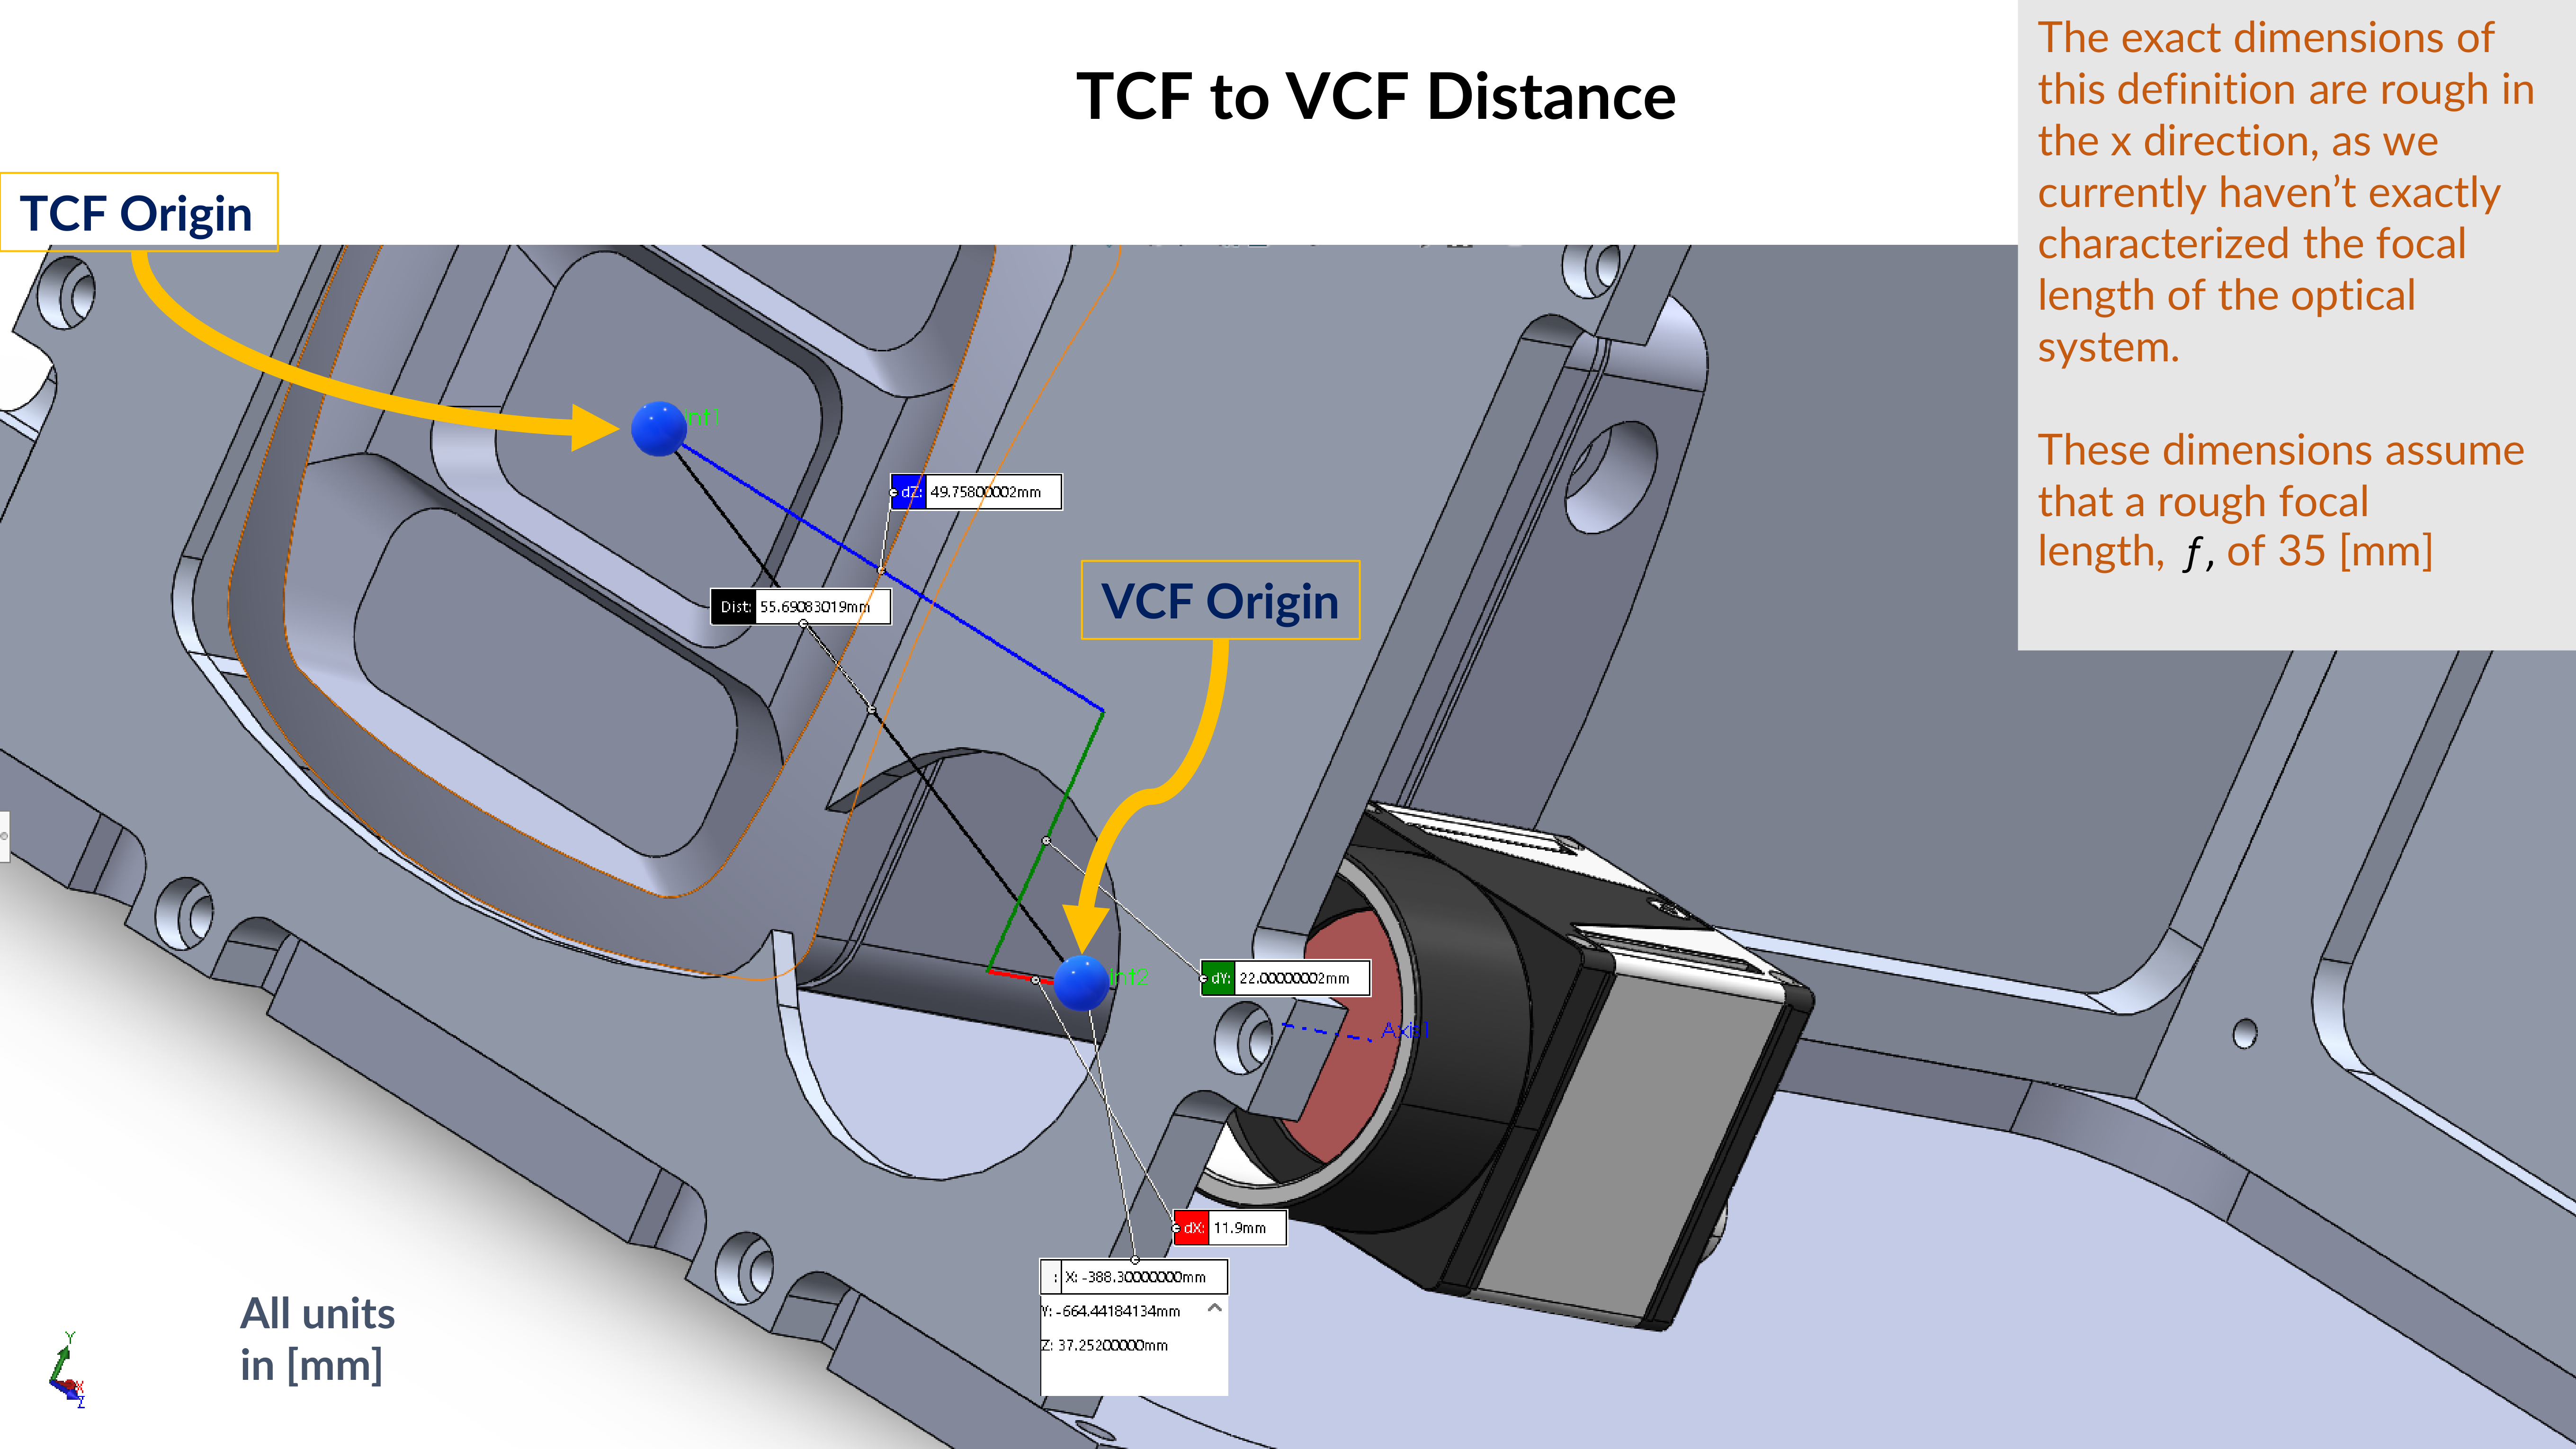 TCF to VCF Distance
The exact dimensions of
this definition are rough in
the x direction, as we
currently haven’t exactly
characterized the focal
length of the optical
system.
These dimensions assume
that a rough focal
length, f, of 35 [mm]
TCF Origin
int1
dZ: 49.75800002mm
Dist: 55.69083019mm
VCF Origin
int2
dY: 22.00000002mm
Axis1
dX: 11.9mm
: X: -388.30000000mm
Y: -664.44184134mm
Z: 37.25200000mm
All units
in [mm]
Y
X
Z